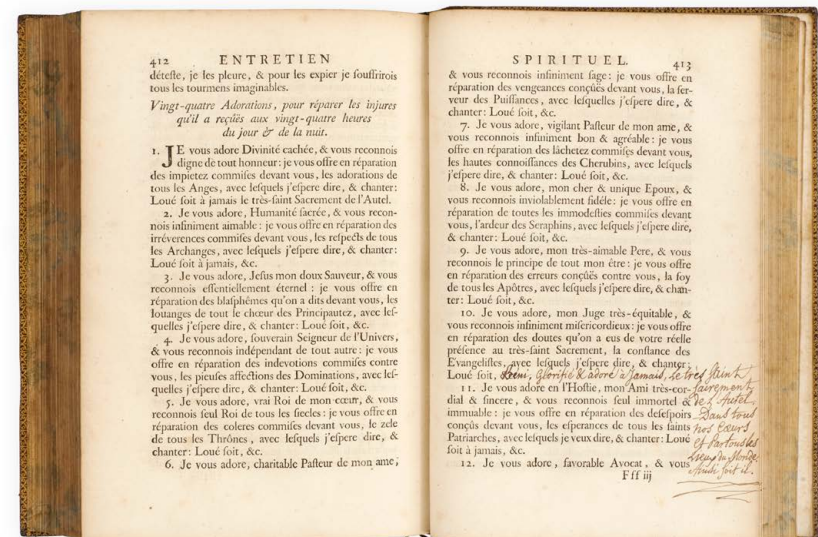 412 ENTRETIEN
déteste, je les pleure, & pour les expier je souffrirois
tous les tourmens imaginables.
Vingt-quatre Adorations, pour réparer les injures
qu'il a reçûës aux vingt-quatre heures
du jour & de la nuit.
1. JE vous adore Divinité cachée, & vous reconnois
digne de tout honneur : je vous offre en réparation
des impietez commises devant vous, les adorations de
tous les Anges, avec lesquels j'espere dire, & chanter :
Loué soit à jamais le très-saint Sacrement de l'Autel.
2. Je vous adore, Humanité sacrée, & vous recon-
nois infiniment aimable : je vous offre en réparation des
irréverences commises devant vous, les respects de tous
les Archanges, avec lesquels j'espere dire, & chanter :
Loué soit à jamais, &c.
3. Je vous adore, Jesus mon doux Sauveur, & vous
reconnois essentiellement éternel : je vous offre en
réparation des blasphêmes qu'on a dits devant vous, les
louanges de tout le chœur des Principautez, avec les-
quelles j'espere dire, & chanter : Loué soit, &c.
4. Je vous adore, souverain Seigneur de l'Univers,
& vous reconnois indépendant de tout autre : je vous
offre en réparation des indevotions commises contre
vous, les pieuses affections des Dominations, avec les-
quelles j'espere dire, & chanter : Loué soit, &c.
5. Je vous adore, vrai Roi de mon cœur, & vous
reconnois seul Roi de tous les siecles : je vous offre en
réparation des coleres commises devant vous, le zele
de tous les Thrônes, avec lesquels j'espere dire, &
chanter : Loué soit, &c.
6. Je vous adore, charitable Pasteur de mon ame,
SPIRITUEL. 413
& vous reconnois infiniment sage : je vous offre en
réparation des vengeances conçûës devant vous, la fer-
veur des Puissances, avec lesquelles j'espere dire, &
chanter : Loué soit, &c.
7. Je vous adore, vigilant Pasteur de mon ame, &
vous reconnois infiniment bon & agréable : je vous
offre en réparation des lâchetez commises devant vous,
les hautes connoissances des Cherubins, avec lesquels
j'espere dire, & chanter : Loué soit, &c.
8. Je vous adore, mon cher & unique Epoux, &
vous reconnois inviolablement fidéle : je vous offre en
réparation de toutes les immodesties commises devant
vous, l'ardeur des Seraphins, avec lesquels j'espere dire,
& chanter : Loué soit, &c.
9. Je vous adore, mon très-aimable Pere, & vous
reconnois le principe de tout mon être : je vous offre
en réparation des erreurs conçûës contre vous, la foy
de tous les Apôtres, avec lesquels j'espere dire, & chan-
ter : Loué soit, &c.
10. Je vous adore, mon Juge très-équitable, &
vous reconnois infiniment misericordieux : je vous offre
en réparation des doutes qu'on a eus de votre réelle
présence au très-saint Sacrement, la constance des
Evangelistes, avec lesquels j'espere dire, & chanter :
Loué soit, Beni, Glorifié & adoré à Jamais, Le très Saint
11. Je vous adore en l'Hostie, mon Ami très-cor-
dial & sincere, & vous reconnois seul immortel &
immuable : je vous offre en réparation des desespoirs
conçûs devant vous, les esperances de tous les saints
Patriarches, avec lesquels je veux dire, & chanter : Loué
soit à jamais, &c.
12. Je vous adore, favorable Avocat, & vous
Fff iij
de L'Autel
Dans tous
nos Cœurs
et Partous les
Lieux du Monde
Ainsi soit il.